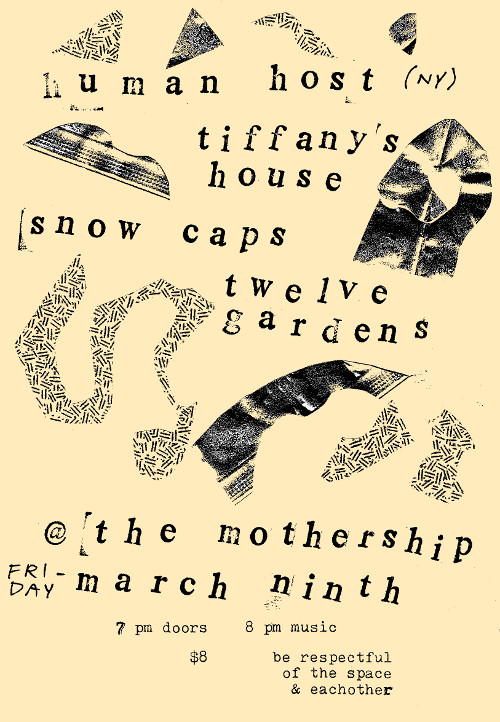 human host (NY)
tiffany's
house
snow caps
twelve
gardens
@ the mothership
FRI-
DAY march ninth
7 pm doors 8 pm music
$8 be respectful
of the space
& eachother